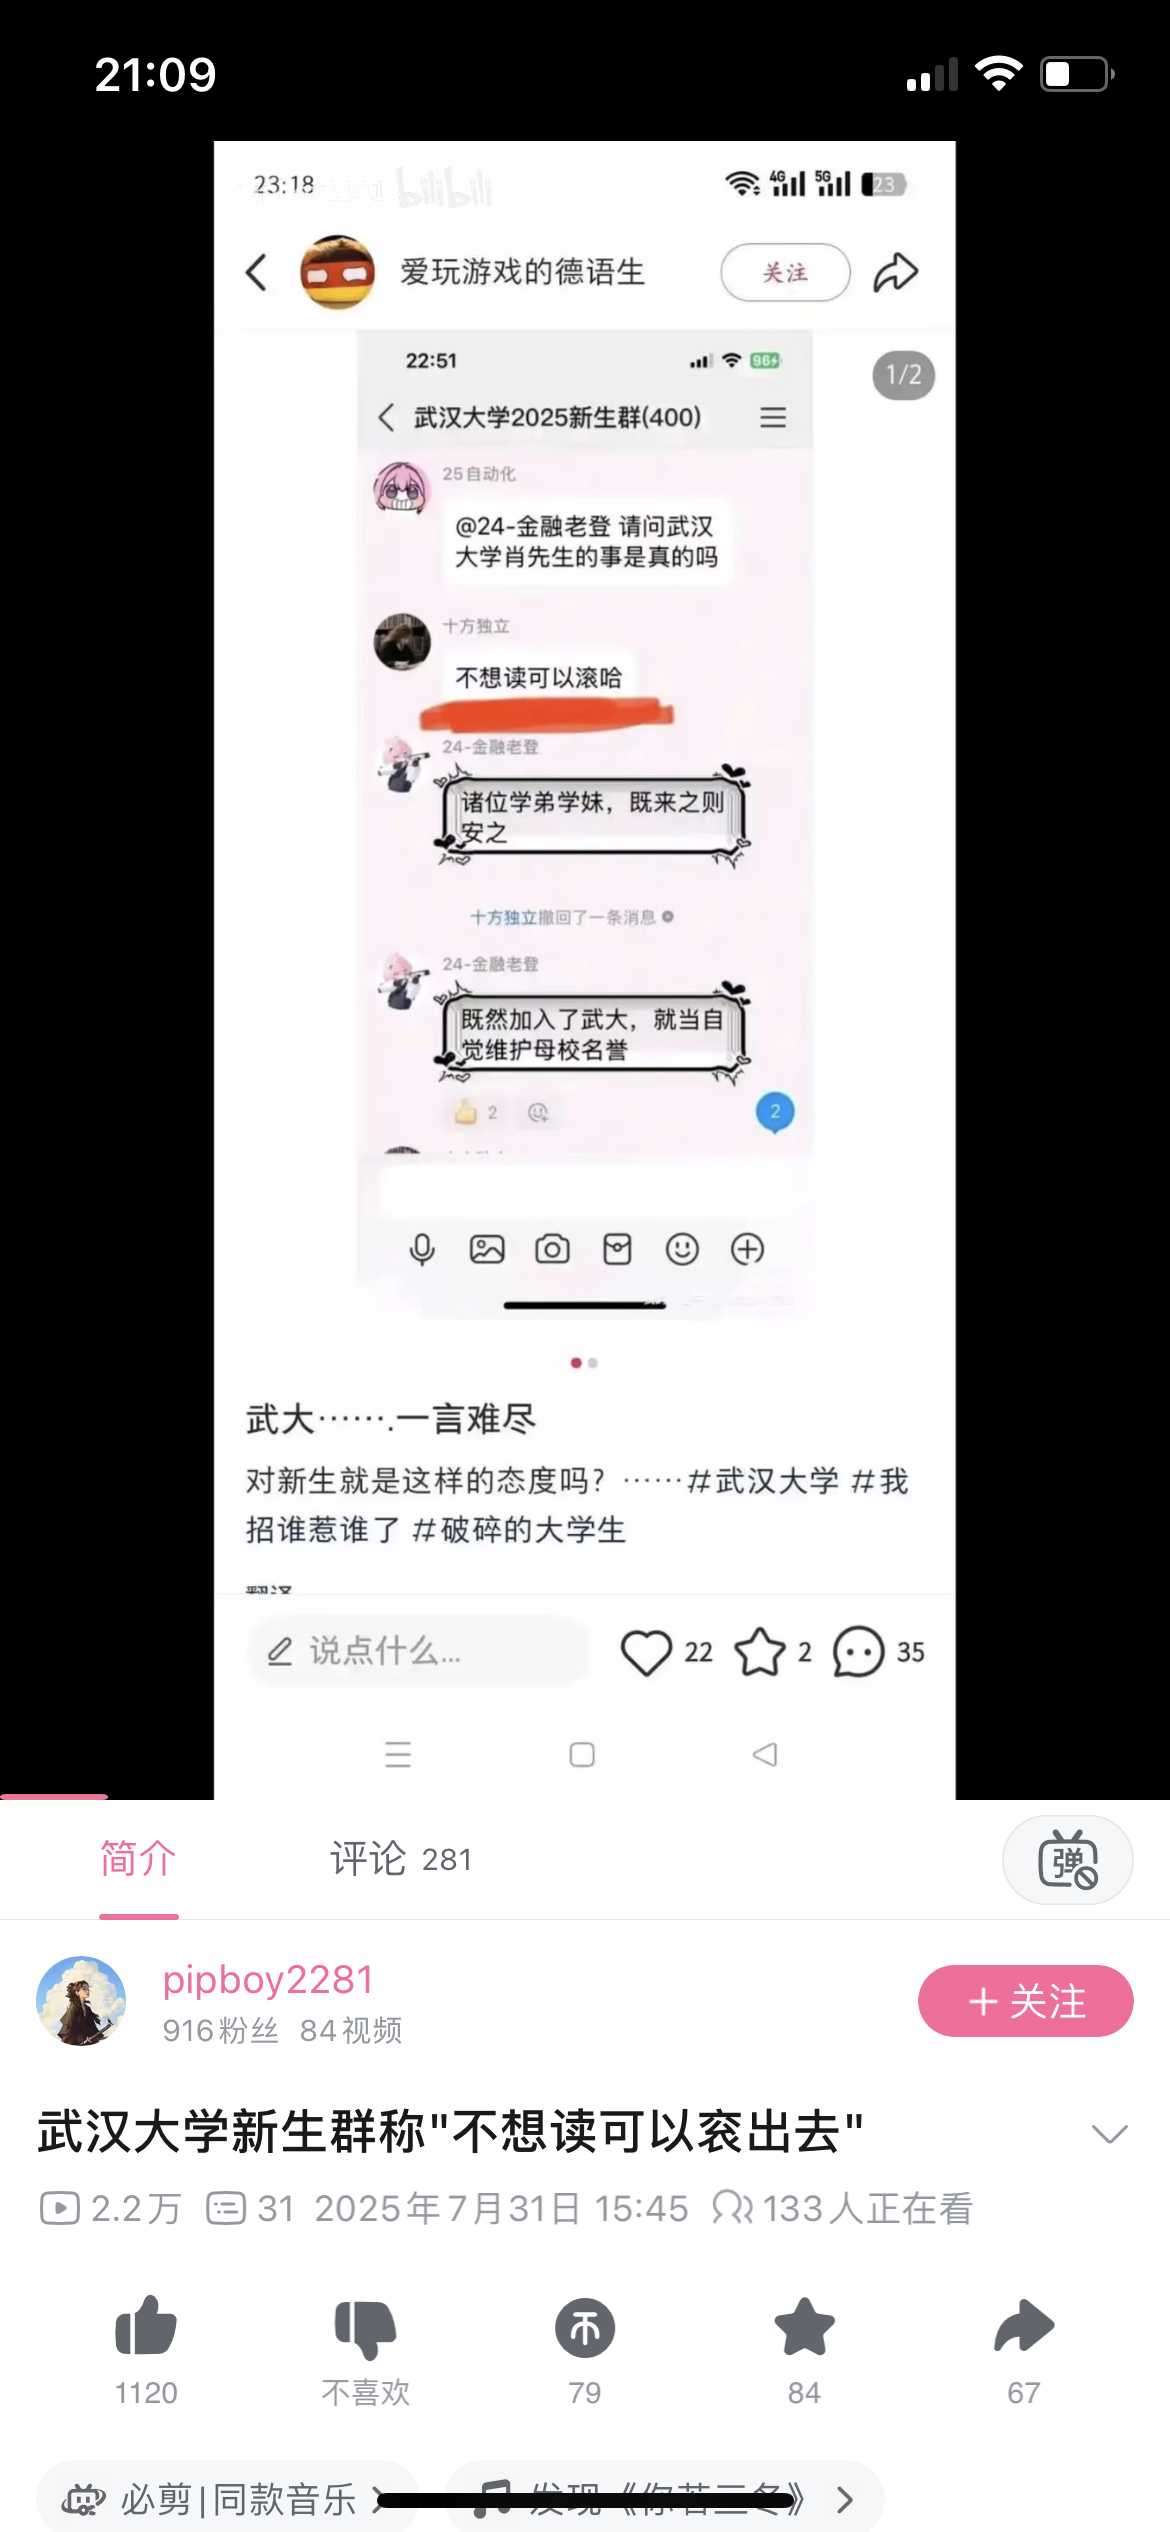 21:09
23:18
bilibili
4G 5G 23
爱玩游戏的德语生
关注
22:51
96
1/2
武汉大学2025新生群(400)
25自动化
@24-金融老登 请问武汉
大学肖先生的事是真的吗
十方独立
不想读可以滚哈
24-金融老登
诸位学弟学妹，既来之则
安之
十方独立撤回了一条消息
24-金融老登
既然加入了武大，就当自
觉维护母校名誉
2
2
武大⋯⋯.一言难尽
对新生就是这样的态度吗？⋯⋯#武汉大学 #我
招谁惹谁了 #破碎的大学生
翻译
说点什么...
22 2 35
简介
评论 281
弹
pipboy2281
916粉丝 84视频
+ 关注
武汉大学新生群称"不想读可以衮出去"
2.2万 31 2025年7月31日 15:45 133人正在看
1120 不喜欢 79 84 67
必剪|同款音乐
发现《你若三冬》